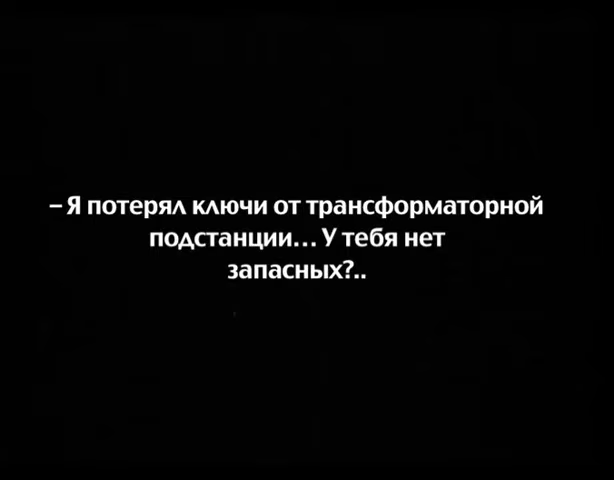 – Я потерял ключи от трансформаторной
подстанции... У тебя нет
запасных?..